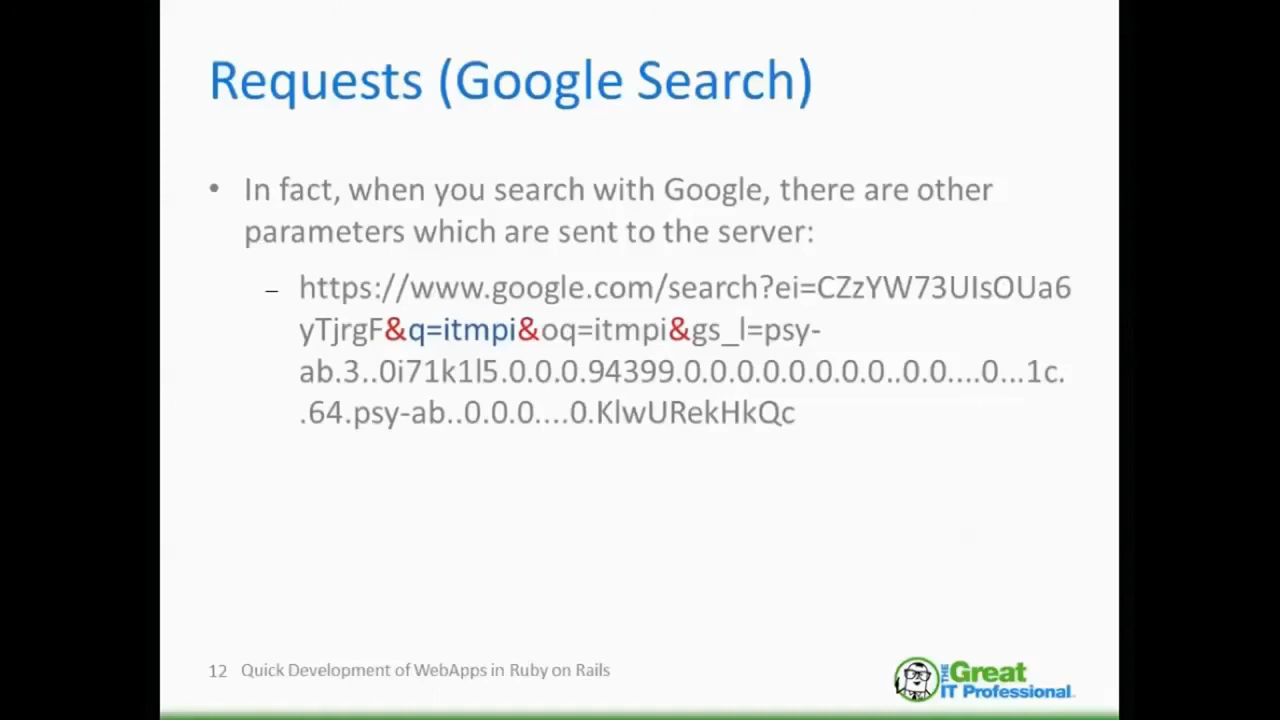 Requests (Google Search)
• In fact, when you search with Google, there are other
parameters which are sent to the server:
– https://www.google.com/search?ei=CZzYW73UIsOUa6
yTjrgF&q=itmpi&oq=itmpi&gs_l=psy-
ab.3..0i71k1l5.0.0.0.94399.0.0.0.0.0.0.0.0..0.0....0...1c.
.64.psy-ab..0.0.0....0.KlwURekHkQc
12 Quick Development of WebApps in Ruby on Rails
THE Great
IT Professional